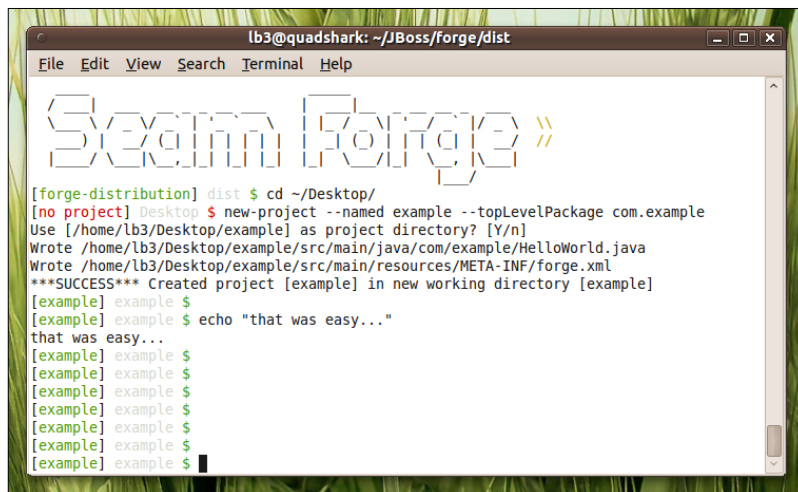 lb3@quadshark: ~/JBoss/forge/dist
File Edit View Search Terminal Help
Seam Forge \\ //
[forge-distribution] dist $ cd ~/Desktop/
[no project] Desktop $ new-project --named example --topLevelPackage com.example
Use [/home/lb3/Desktop/example] as project directory? [Y/n]
Wrote /home/lb3/Desktop/example/src/main/java/com/example/HelloWorld.java
Wrote /home/lb3/Desktop/example/src/main/resources/META-INF/forge.xml
***SUCCESS*** Created project [example] in new working directory [example]
[example] example $
[example] example $ echo "that was easy..."
that was easy...
[example] example $
[example] example $
[example] example $
[example] example $
[example] example $
[example] example $
[example] example $